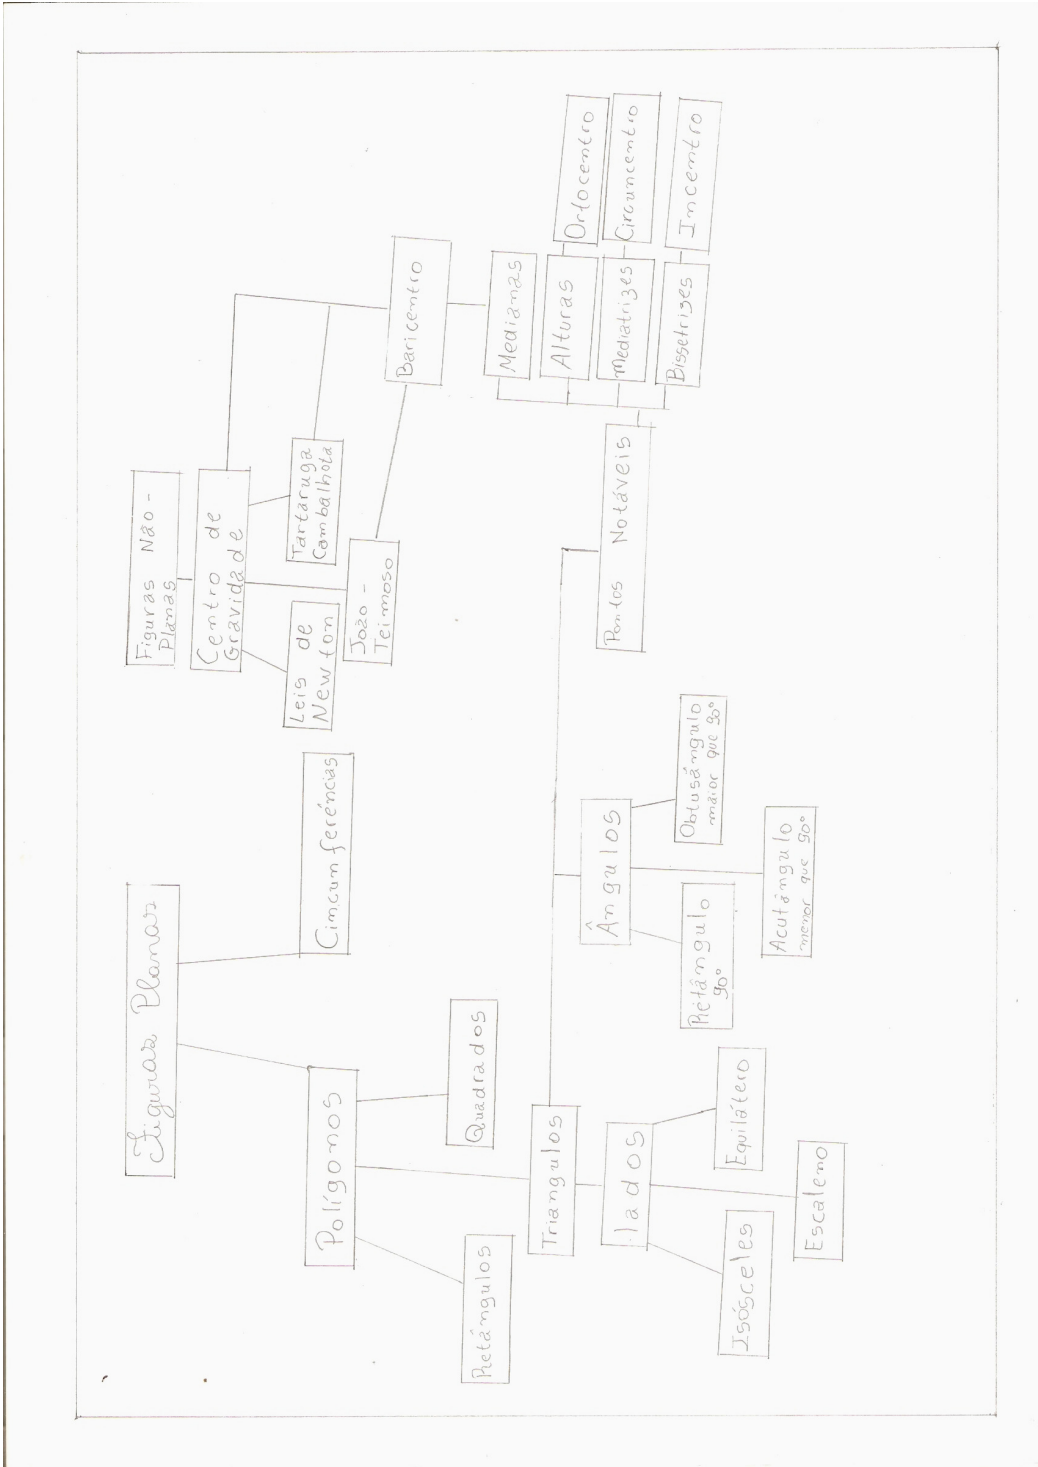 Figuras Planas
Figuras Não-
Planas
Centro de
Gravidade
Polígonos
Circunferências
Leis de
Newton
Tartaruga
Cambalhota
João-
Teimoso
Baricentro
Retângulos
Quadrados
Triangulos
lados
Isósceles
Equilátero
Escaleno
Ângulos
Retângulo
90°
Obtusângulo
maior que 90°
Acutângulo
menor que 90°
Pontos Notáveis
Medianas
Alturas
Ortocentro
Mediatrizes
Circuncentro
Bissetrizes
Incentro